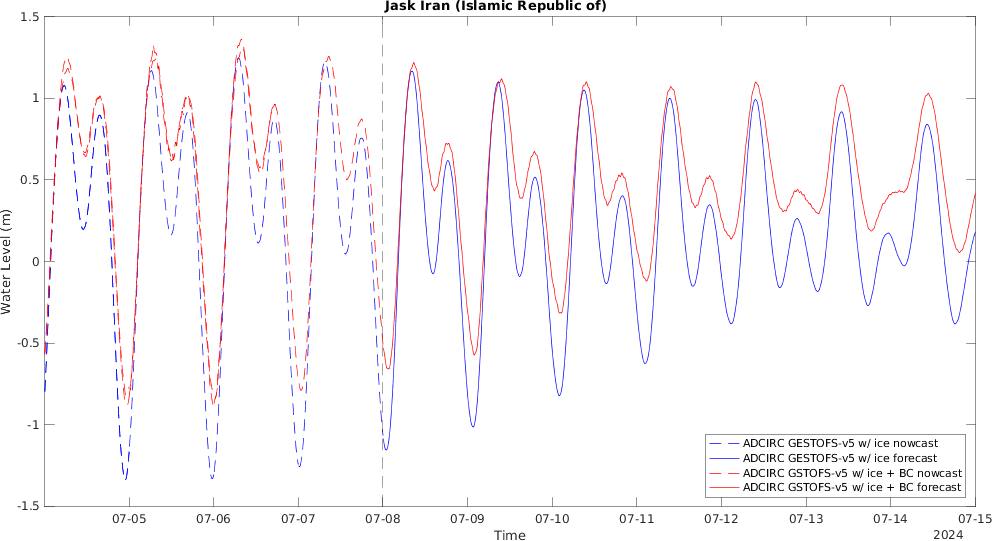 Jask Iran (Islamic Republic of)
1.5
1
0.5
0
-0.5
-1
-1.5
Water Level (m)
07-05 07-06 07-07 07-08 07-09 07-10 07-11 07-12 07-13 07-14 07-15
Time
2024
ADCIRC GESTOFS-v5 w/ ice nowcast
ADCIRC GESTOFS-v5 w/ ice forecast
ADCIRC GSTOFS-v5 w/ ice + BC nowcast
ADCIRC GSTOFS-v5 w/ ice + BC forecast